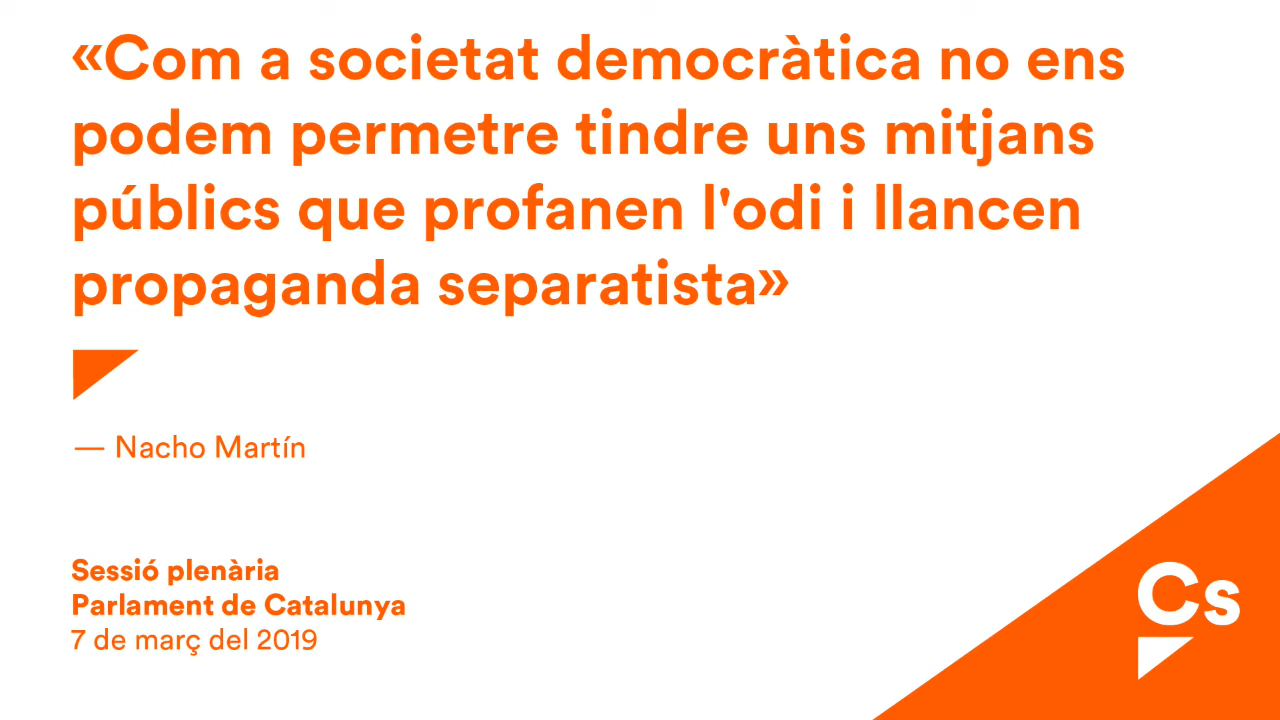 «Com a societat democràtica no ens
podem permetre tindre uns mitjans
públics que profanen l'odi i llancen
propaganda separatista»
— Nacho Martín
Sessió plenària
Parlament de Catalunya
7 de març del 2019
Cs